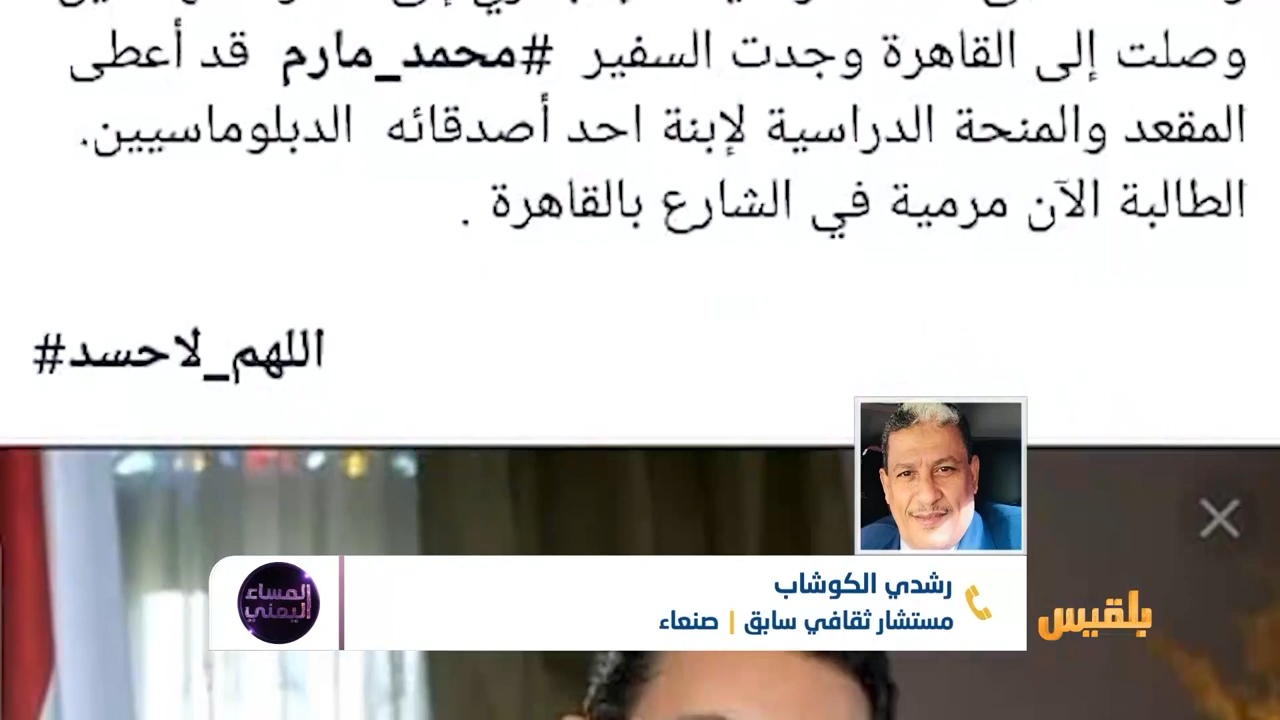 وصلت إلى القاهرة وجدت السفير #محمد_مارم قد أعطى
المقعد والمنحة الدراسية لإبنة احد أصدقائه الدبلوماسيين.
الطالبة الآن مرمية في الشارع بالقاهرة .
#اللهم_لاحسد
رشدي الكوشاب
مستشار ثقافي سابق | صنعاء
المساء
اليمني
بلقيس